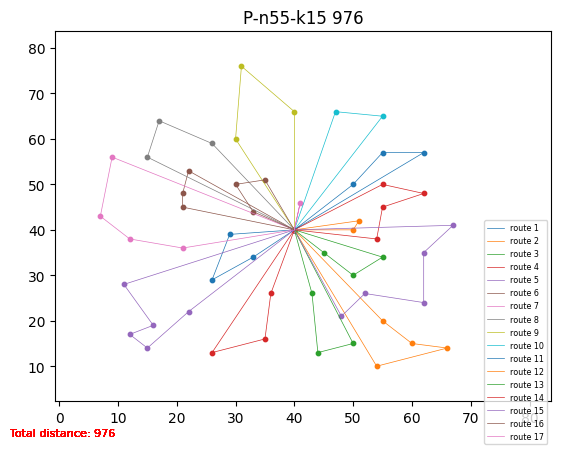 P-n55-k15 976
80
70
60
50
40
30
20
10
0 10 20 30 40 50 60 70 80
route 1
route 2
route 3
route 4
route 5
route 6
route 7
route 8
route 9
route 10
route 11
route 12
route 13
route 14
route 15
route 16
route 17
Total distance: 976